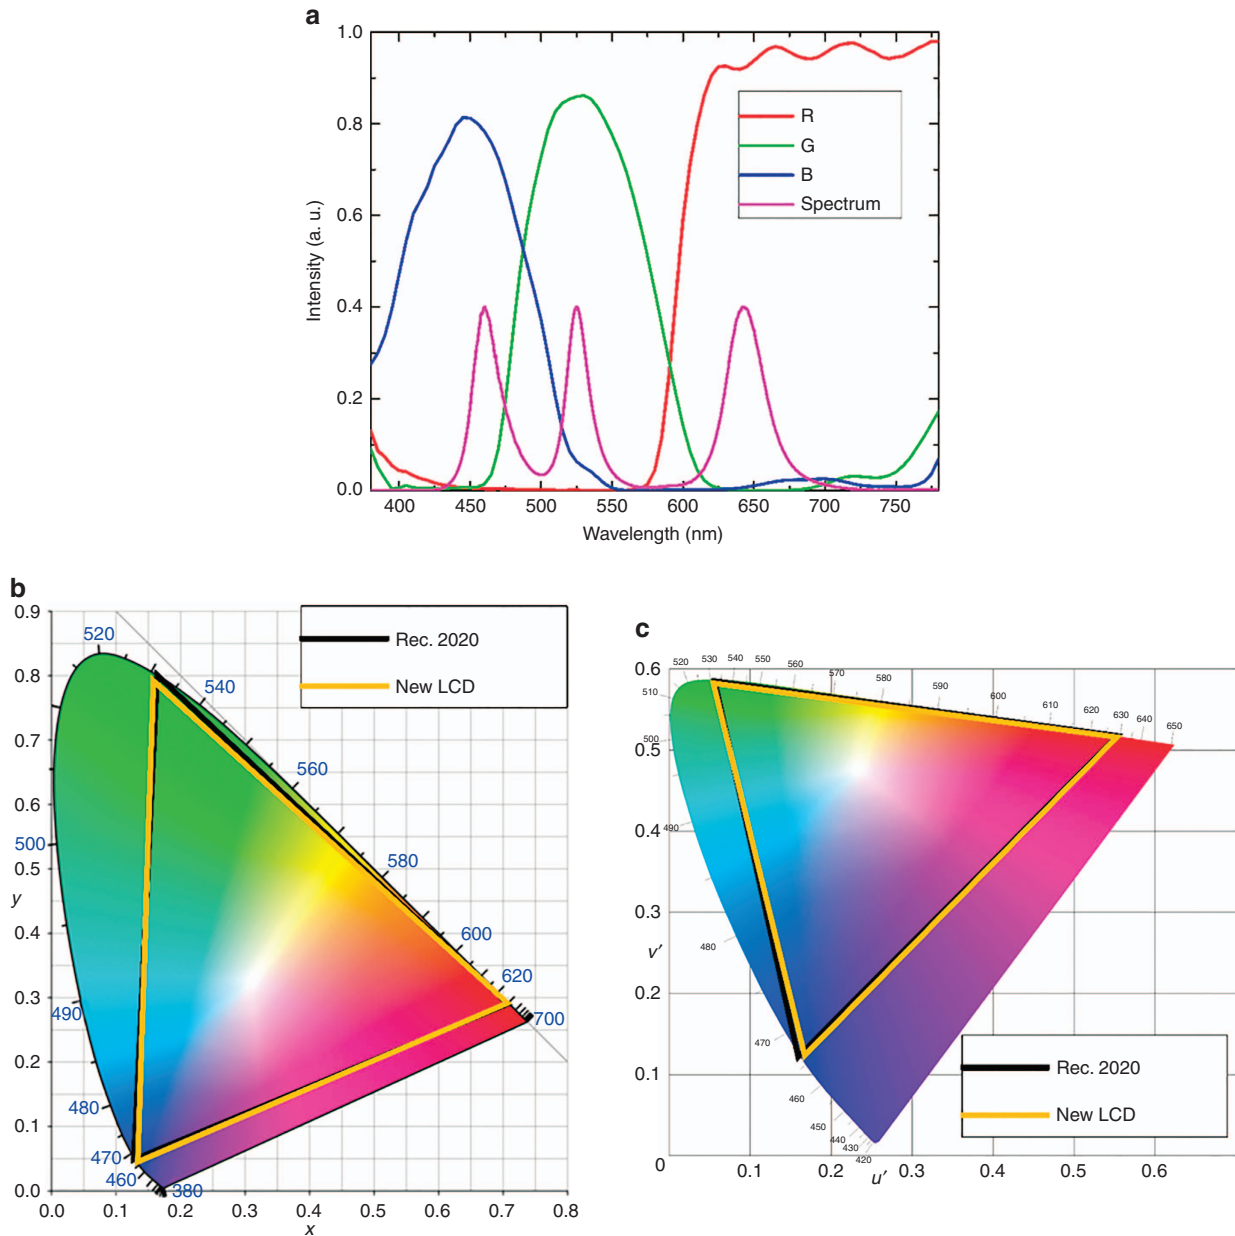 a
1.0
0.8
0.6
0.4
0.2
0.0
Intensity (a. u.)
R
G
B
Spectrum
400 450 500 550 600 650 700 750
Wavelength (nm)
b
0.9
0.8
0.7
0.6
0.5
0.4
0.3
0.2
0.1
0.0
y
520
540
560
580
600
620
700
500
490
480
470
460
380
Rec. 2020
New LCD
0.0 0.1 0.2 0.3 0.4 0.5 0.6 0.7 0.8
x
c
0.6
0.5
0.4
0.3
0.2
0.1
0
v'
520 530 540 550 560 570 580 590 600 610 620 630 640 650
510
500
490
480
470
460
450
440
430
420
Rec. 2020
New LCD
0.1 0.2 0.3 0.4 0.5 0.6
u'